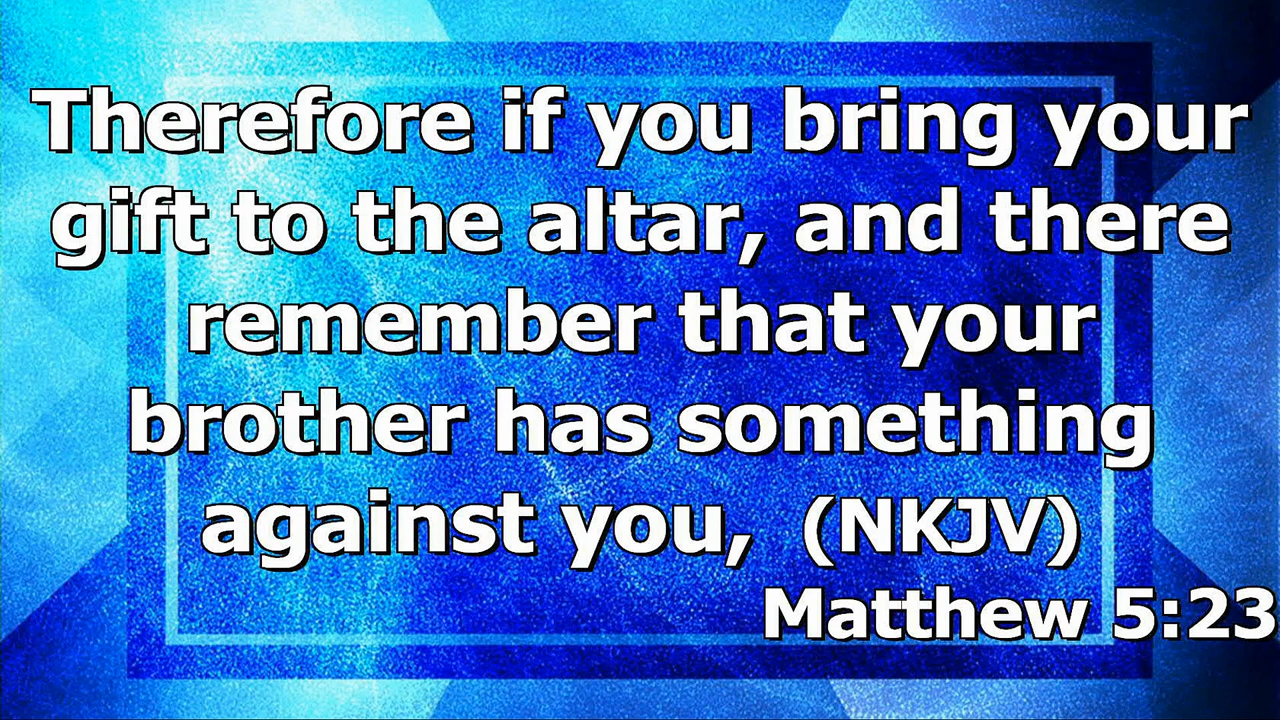 Therefore if you bring your
gift to the altar, and there
remember that your
brother has something
against you,  (NKJV)
Matthew 5:23